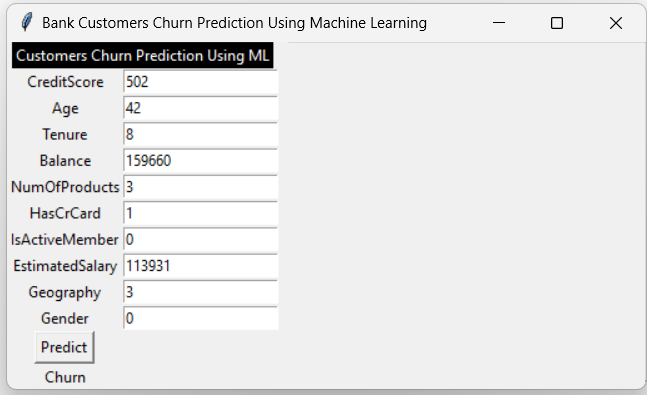 Bank Customers Churn Prediction Using Machine Learning
Customers Churn Prediction Using ML
CreditScore 502
Age 42
Tenure 8
Balance 159660
NumOfProducts 3
HasCrCard 1
IsActiveMember 0
EstimatedSalary 113931
Geography 3
Gender 0
Predict
Churn